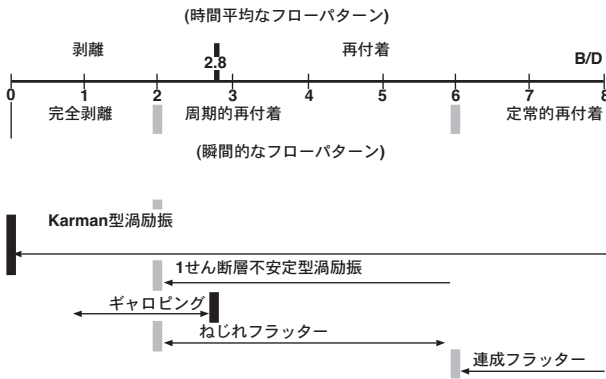 (時間平均なフローパターン)
剥離 再付着
2.8 B/D
0 1 2 3 4 5 6 7 8
完全剥離 周期的再付着 定常的再付着
(瞬間的なフローパターン)
Karman型渦励振
1せん断層不安定型渦励振
ギャロピング
ねじれフラッター
連成フラッター